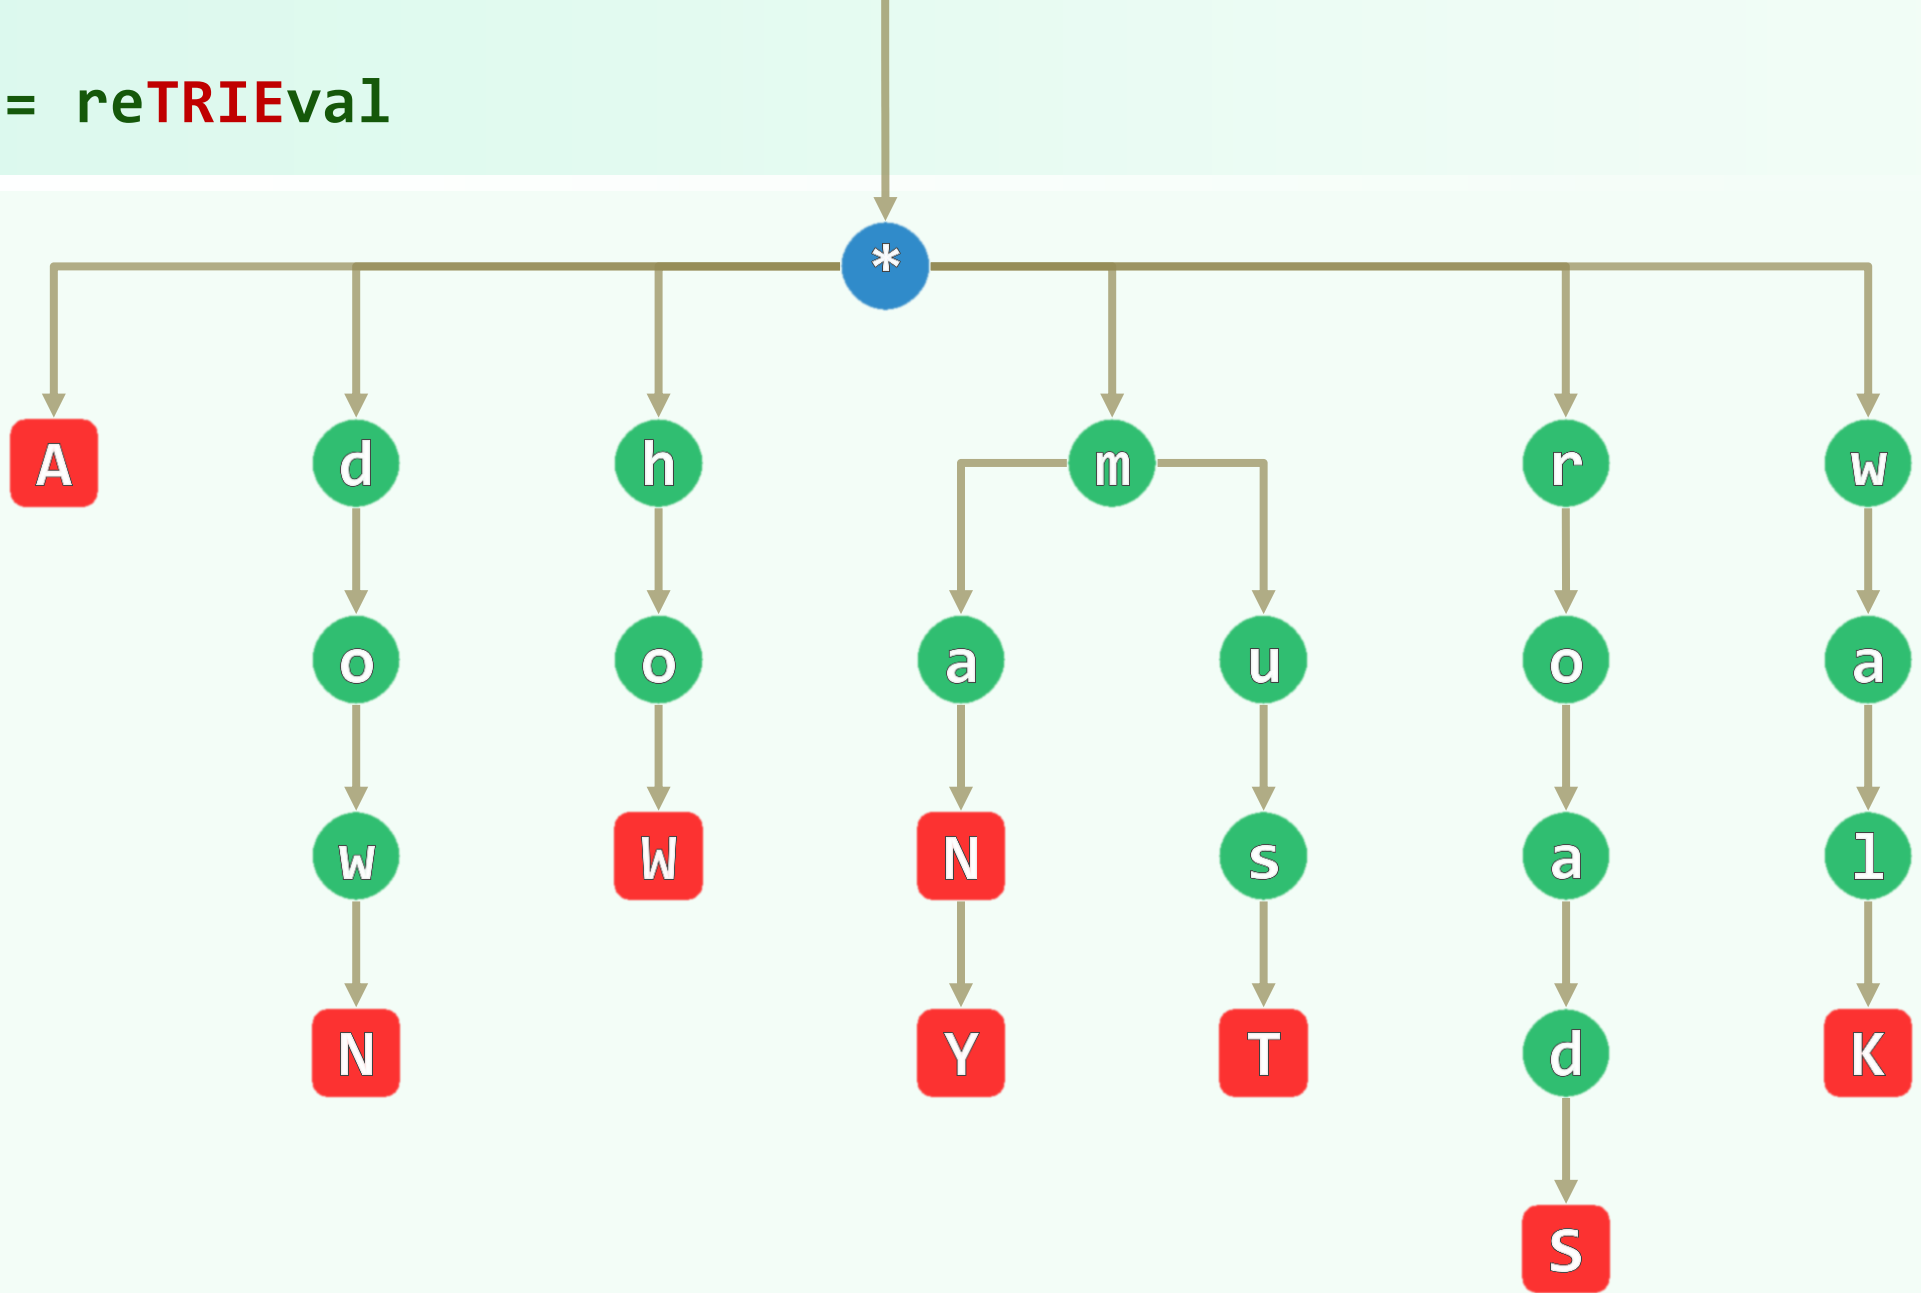 = reTRIEval
*
A d h m r w
o o a u o a
w W N s a l
N Y T d K
S